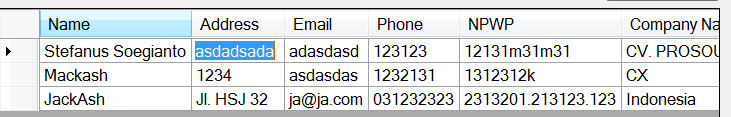 Name Address Email Phone NPWP Company Na
Stefanus Soegianto asdadsada adasdasd 123123 12131m31m31 CV. PROSOU
Mackash 1234 asdasdas 1232131 1312312k CX
JackAsh Jl. HSJ 32 ja@ja.com 031232323 2313201.213123.123 Indonesia